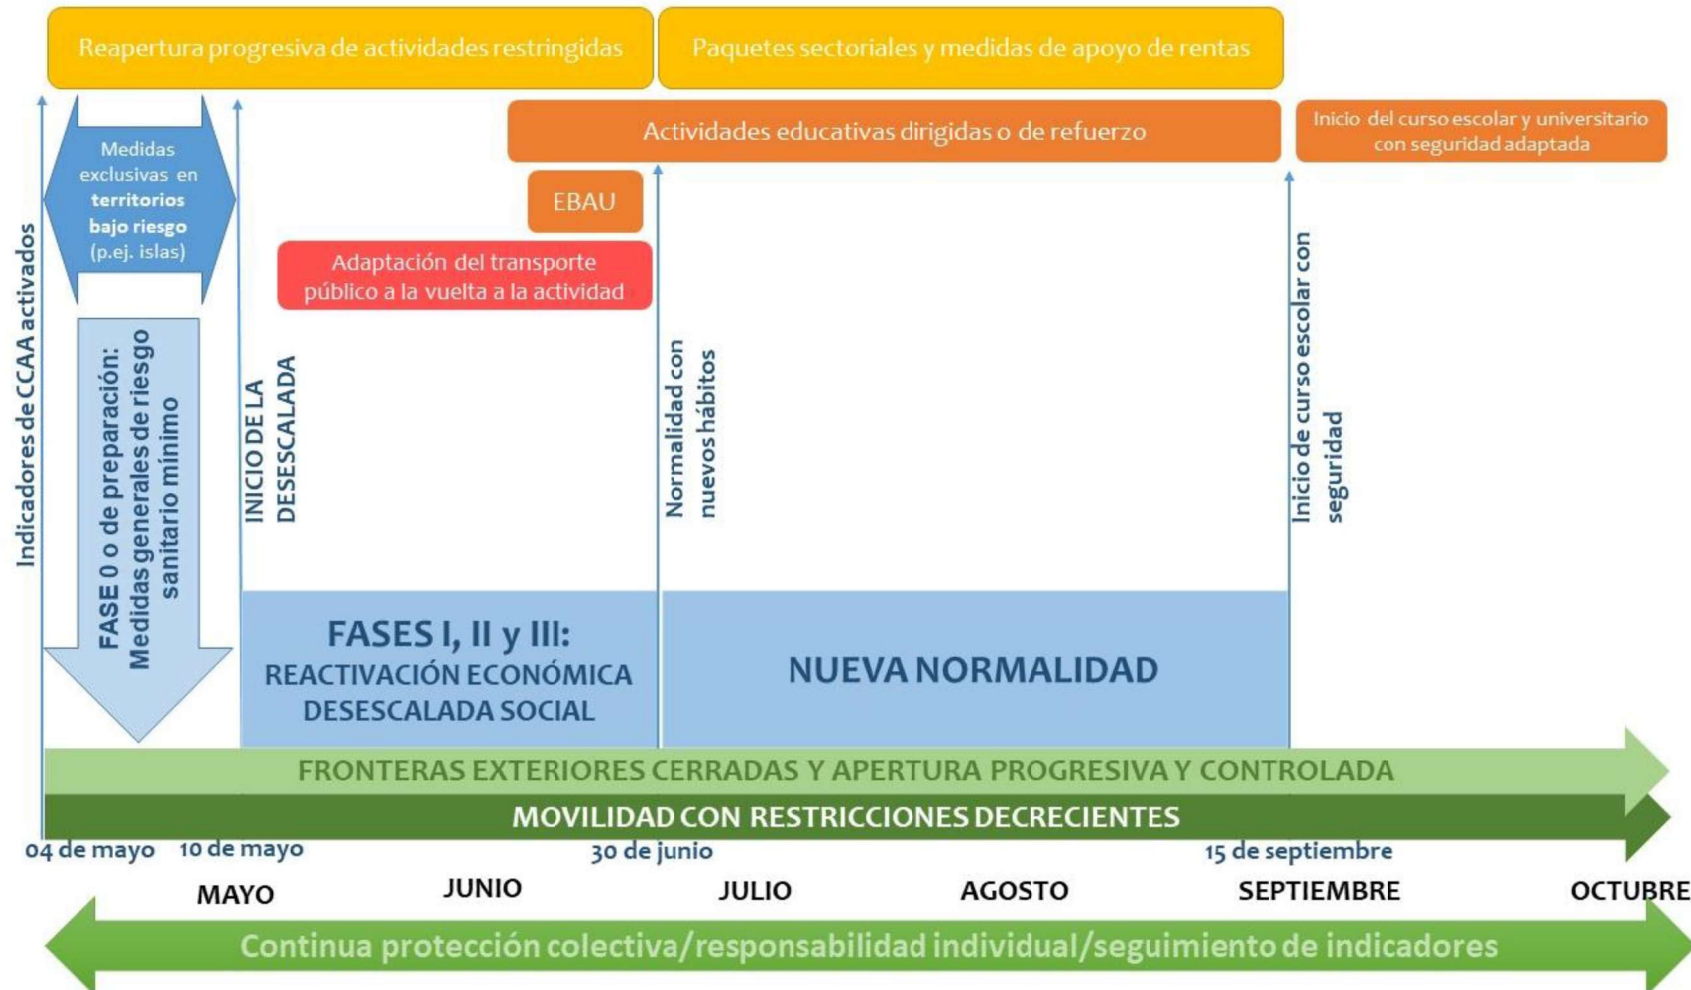 Reapertura progresiva de actividades restringidas
Paquetes sectoriales y medidas de apoyo de rentas
Actividades educativas dirigidas o de refuerzo
Inicio del curso escolar y universitario
con seguridad adaptada
Medidas
exclusivas en
territorios
bajo riesgo
(p.ej. islas)
EBAU
Adaptación del transporte
público a la vuelta a la actividad
Indicadores de CCAA activados
FASE 0 o de preparación:
Medidas generales de riesgo
sanitario mínimo
INICIO DE LA
DESESCALADA
Normalidad con
nuevos hábitos
Inicio de curso escolar con
seguridad
FASES I, II y III:
REACTIVACIÓN ECONÓMICA
DESESCALADA SOCIAL
NUEVA NORMALIDAD
FRONTERAS EXTERIORES CERRADAS Y APERTURA PROGRESIVA Y CONTROLADA
MOVILIDAD CON RESTRICCIONES DECRECIENTES
04 de mayo
10 de mayo
30 de junio
15 de septiembre
MAYO
JUNIO
JULIO
AGOSTO
SEPTIEMBRE
OCTUBRE
Continua protección colectiva/responsabilidad individual/seguimiento de indicadores